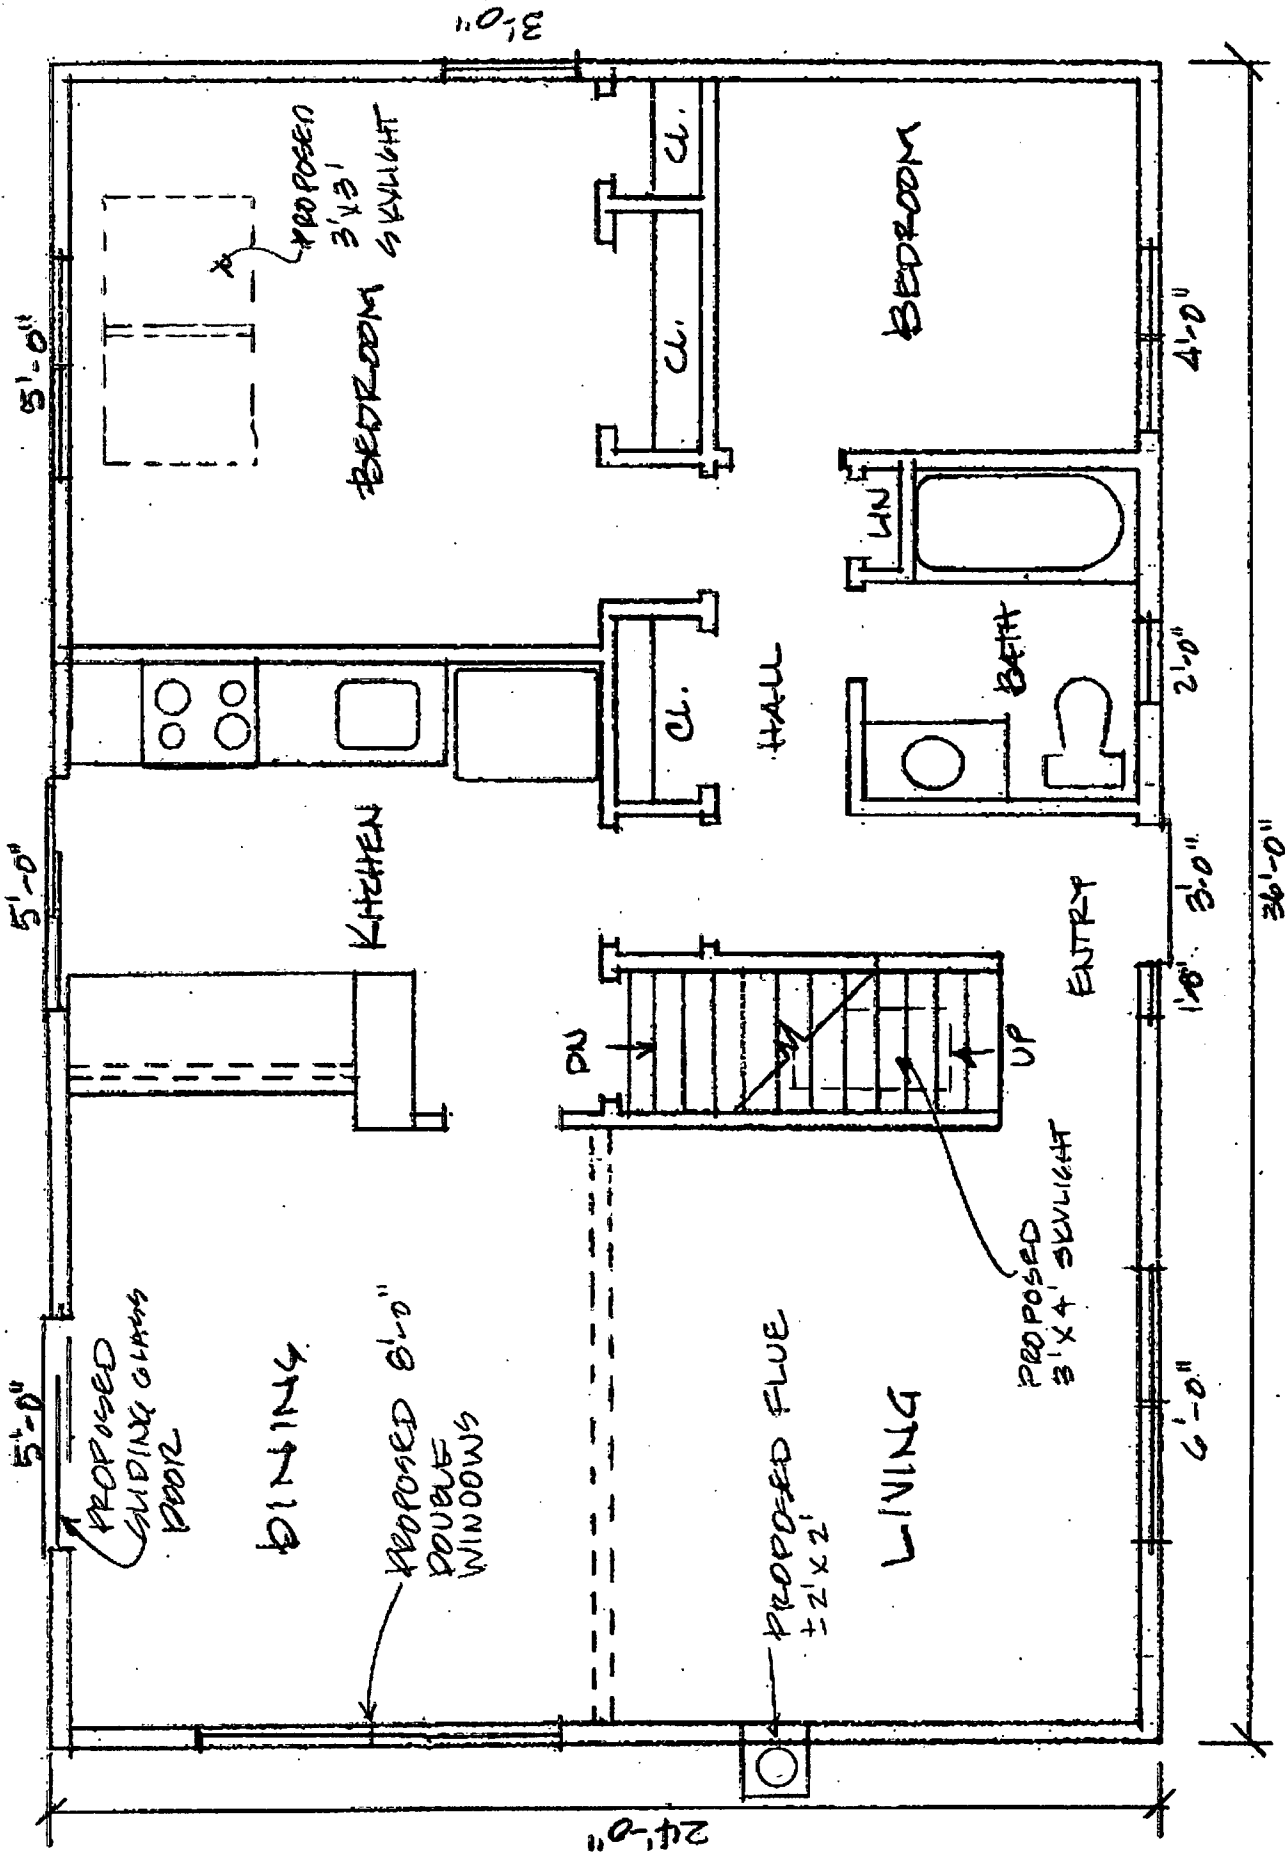 5'-0"
5'-0"
5'-0"
PROPOSED
SLIDING GLASS
DOOR
DINING
PROPOSED 8'-0"
DOUBLE
WINDOWS
KITCHEN
PROPOSED
3'X3'
SKYLIGHT
BEDROOM
3'-0"
24'-0"
DN
CL.
CL.
CL.
PROPOSED FLUE
±2'X2'
HALL
LIN
LIVING
BEDROOM
UP
PROPOSED
3'X4' SKYLIGHT
BATH
ENTRY
6'-0"
3'-0"
2'-0"
4'-0"
36'-0"